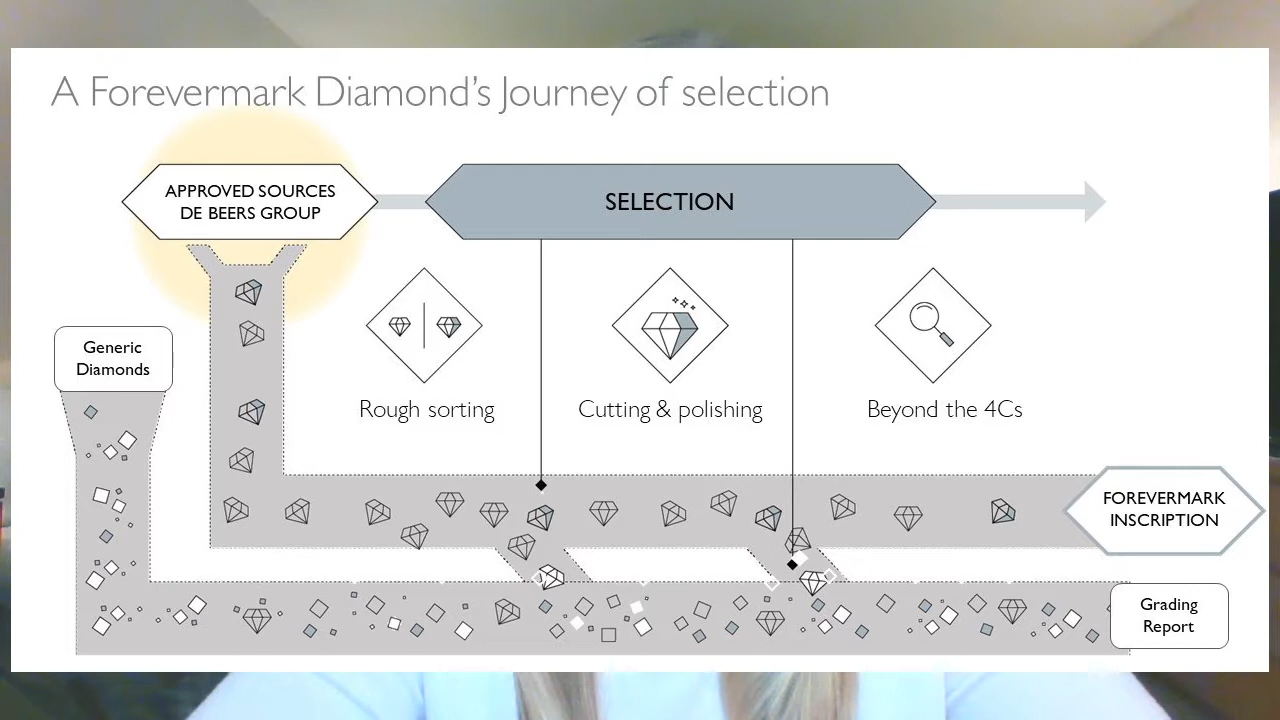 A Forevermark Diamond's Journey of selection
APPROVED SOURCES
DE BEERS GROUP
SELECTION
Generic
Diamonds
Rough sorting
Cutting & polishing
Beyond the 4Cs
FOREVERMARK
INSCRIPTION
Grading
Report